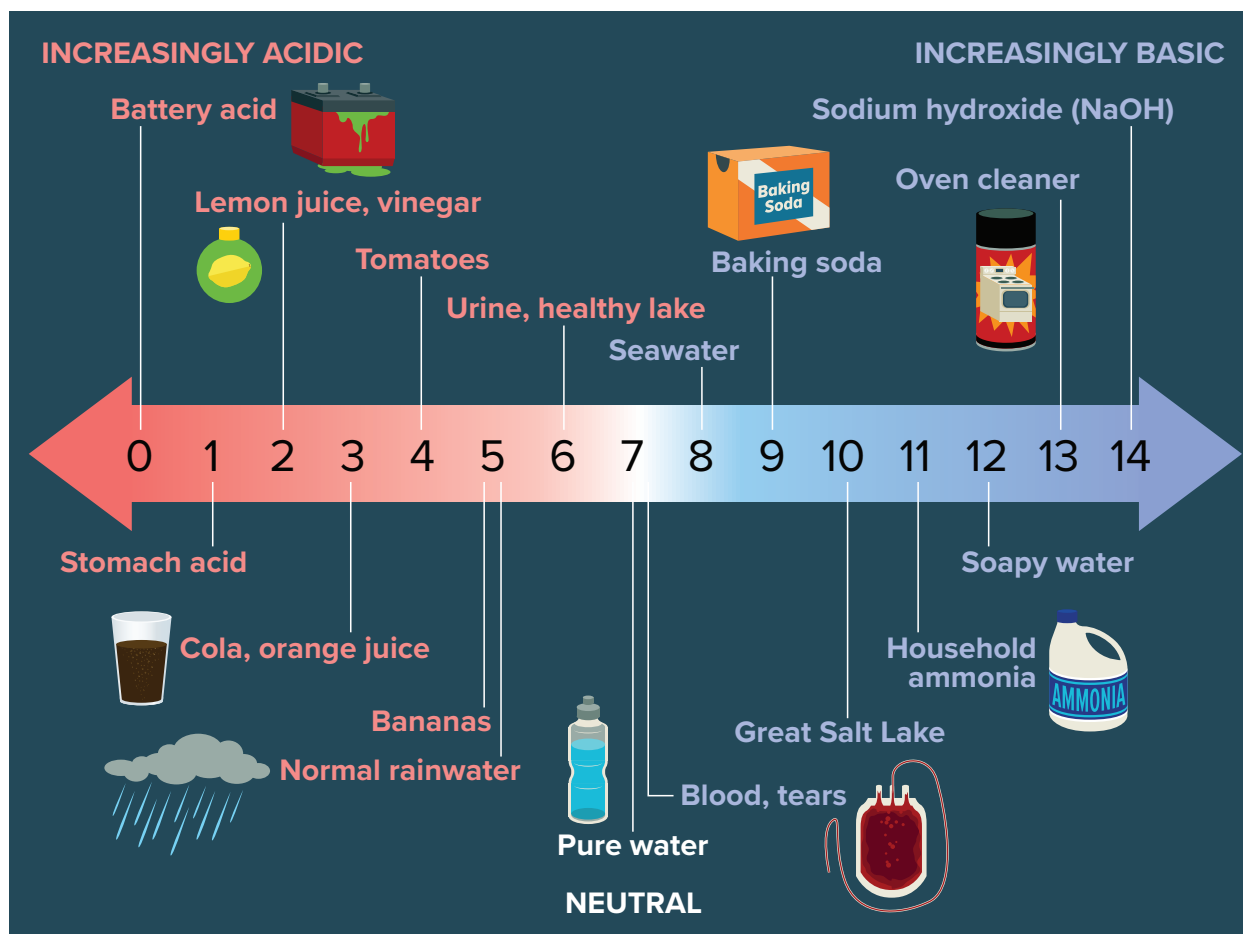 INCREASINGLY ACIDIC
INCREASINGLY BASIC
Battery acid
Sodium hydroxide (NaOH)
Baking
Soda
Oven cleaner
Lemon juice, vinegar
Tomatoes
Baking soda
Urine, healthy lake
Seawater
0 1 2 3 4 5 6 7 8 9 10 11 12 13 14
Stomach acid
Soapy water
Cola, orange juice
Household
ammonia
AMMONIA
Bananas
Great Salt Lake
Normal rainwater
Blood, tears
Pure water
NEUTRAL